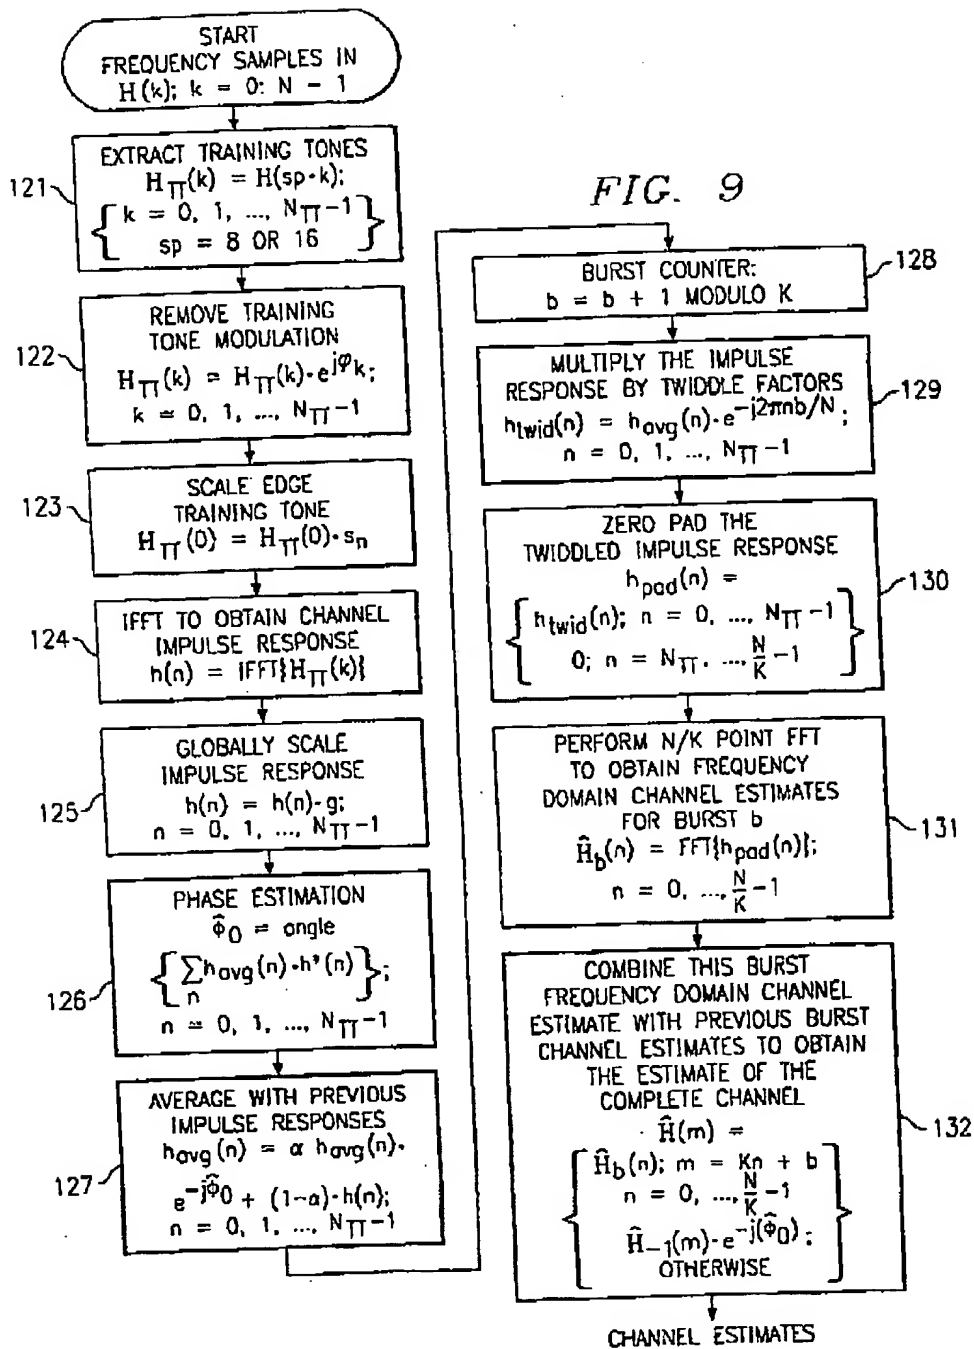 START
FREQUENCY SAMPLES IN
H(k); k = 0: N - 1
121
EXTRACT TRAINING TONES
H_TT(k) = H(sp·k);
{ k = 0, 1, ..., N_TT-1
sp = 8 OR 16 }
122
REMOVE TRAINING
TONE MODULATION
H_TT(k) = H_TT(k)·e^jφk;
k = 0, 1, ..., N_TT-1
123
SCALE EDGE
TRAINING TONE
H_TT(0) = H_TT(0)·s_n
124
IFFT TO OBTAIN CHANNEL
IMPULSE RESPONSE
h(n) = IFFT{H_TT(k)}
125
GLOBALLY SCALE
IMPULSE RESPONSE
h(n) = h(n)·g;
n = 0, 1, ..., N_TT-1
126
PHASE ESTIMATION
Φ̂_0 = angle
{ Σ_n h_avg(n)·h*(n) };
n = 0, 1, ..., N_TT-1
127
AVERAGE WITH PREVIOUS
IMPULSE RESPONSES
h_avg(n) = α h_avg(n)·
e^-jΦ̂0 + (1-α)·h(n);
n = 0, 1, ..., N_TT-1
FIG. 9
128
BURST COUNTER:
b = b + 1 MODULO K
129
MULTIPLY THE IMPULSE
RESPONSE BY TWIDDLE FACTORS
h_twid(n) = h_avg(n)·e^-j2πnb/N;
n = 0, 1, ..., N_TT-1
130
ZERO PAD THE
TWIDDLED IMPULSE RESPONSE
h_pad(n) =
{ h_twid(n); n = 0, ..., N_TT-1
0; n = N_TT, ..., N/K-1 }
131
PERFORM N/K POINT FFT
TO OBTAIN FREQUENCY
DOMAIN CHANNEL ESTIMATES
FOR BURST b
Ĥ_b(n) = FFT{h_pad(n)};
n = 0, ..., N/K-1
132
COMBINE THIS BURST
FREQUENCY DOMAIN CHANNEL
ESTIMATE WITH PREVIOUS BURST
CHANNEL ESTIMATES TO OBTAIN
THE ESTIMATE OF THE
COMPLETE CHANNEL
Ĥ(m) =
{ Ĥ_b(n); m = Kn + b
n = 0, ..., N/K-1
Ĥ_-1(m)·e^-j(Φ̂0);
OTHERWISE }
CHANNEL ESTIMATES